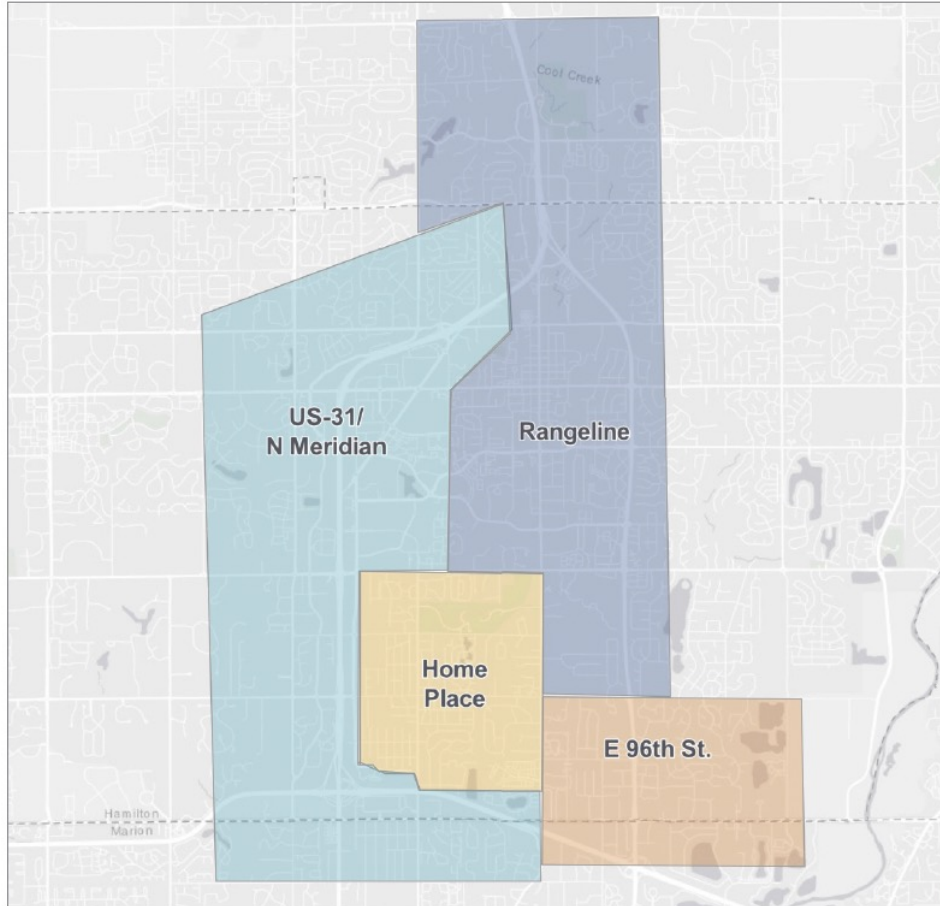 Cool Creek
US-31/
N Meridian
Rangeline
Home
Place
E 96th St.
Hamilton
Marion